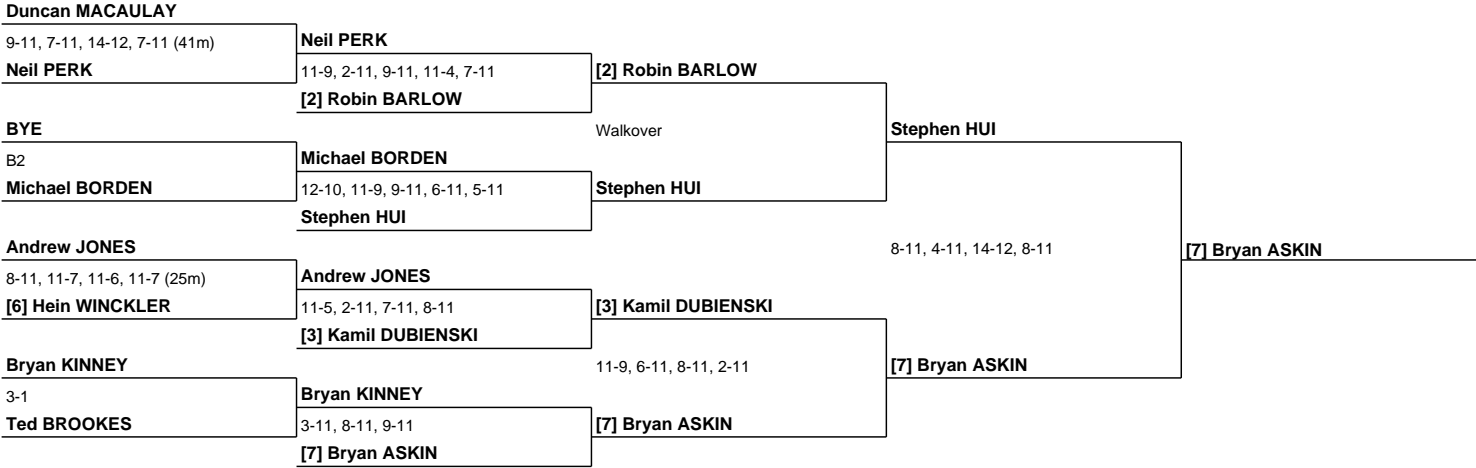 Duncan MACAULAY
9-11, 7-11, 14-12, 7-11 (41m)
Neil PERK
Neil PERK
11-9, 2-11, 9-11, 11-4, 7-11
[2] Robin BARLOW
[2] Robin BARLOW
BYE
B2
Michael BORDEN
Michael BORDEN
12-10, 11-9, 9-11, 6-11, 5-11
Stephen HUI
Stephen HUI
Walkover
Stephen HUI
Andrew JONES
8-11, 11-7, 11-6, 11-7 (25m)
[6] Hein WINCKLER
Andrew JONES
11-5, 2-11, 7-11, 8-11
[3] Kamil DUBIENSKI
[3] Kamil DUBIENSKI
Bryan KINNEY
3-1
Ted BROOKES
Bryan KINNEY
3-11, 8-11, 9-11
[7] Bryan ASKIN
[7] Bryan ASKIN
11-9, 6-11, 8-11, 2-11
[7] Bryan ASKIN
8-11, 4-11, 14-12, 8-11
[7] Bryan ASKIN